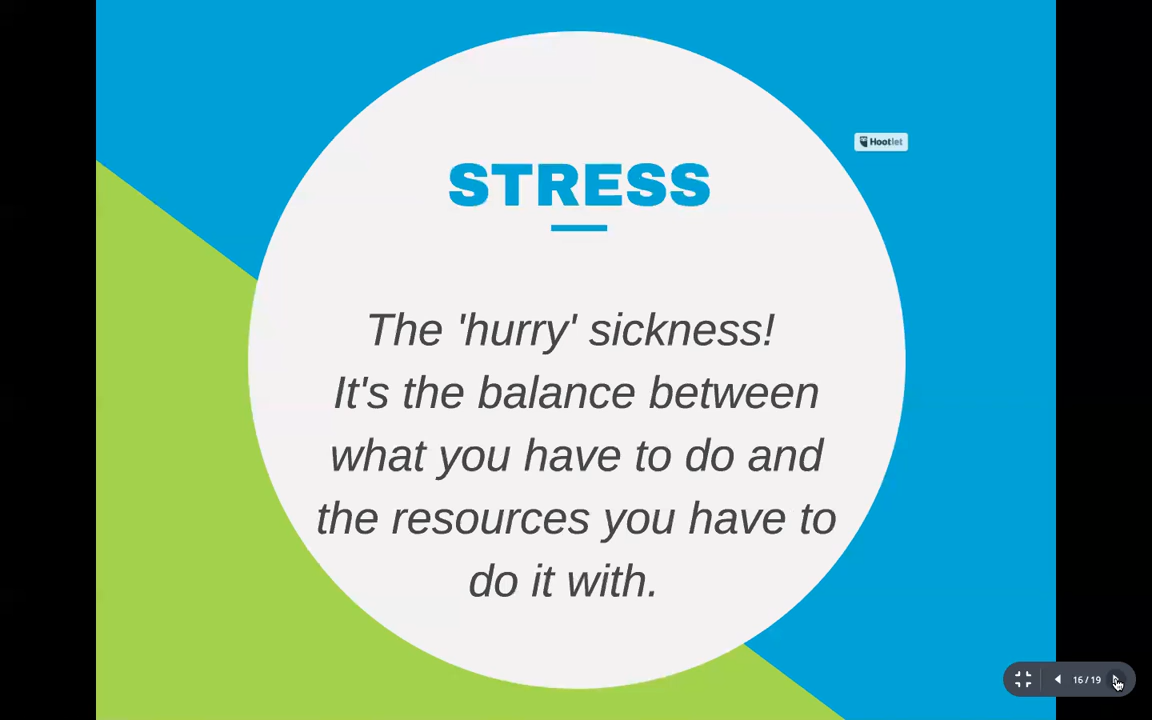 STRESS
Hootlet
The 'hurry' sickness!
It's the balance between
what you have to do and
the resources you have to
do it with.
16 / 19